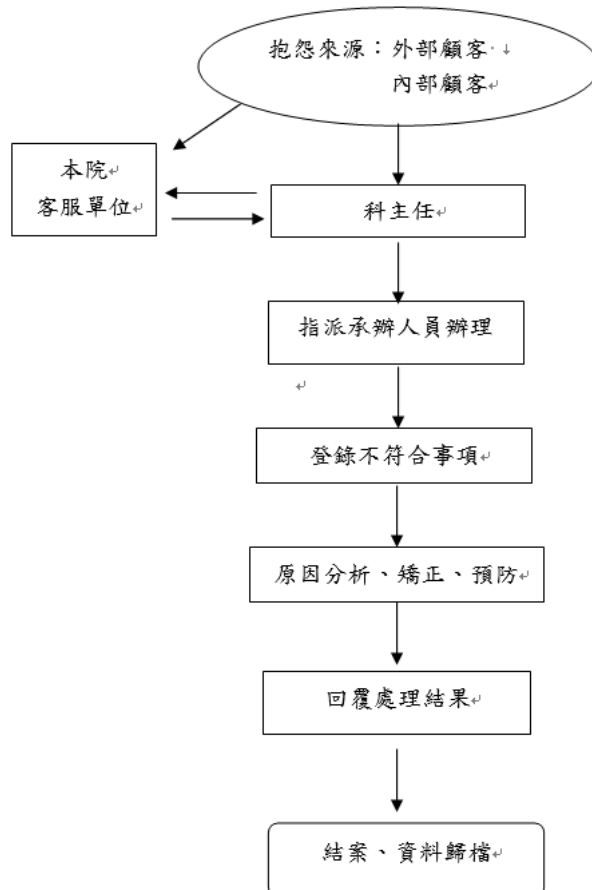 抱怨來源：外部顧客
內部顧客
本院
客服單位
科主任
指派承辦人員辦理
登錄不符合事項
原因分析、矯正、預防
回覆處理結果
結案、資料歸檔